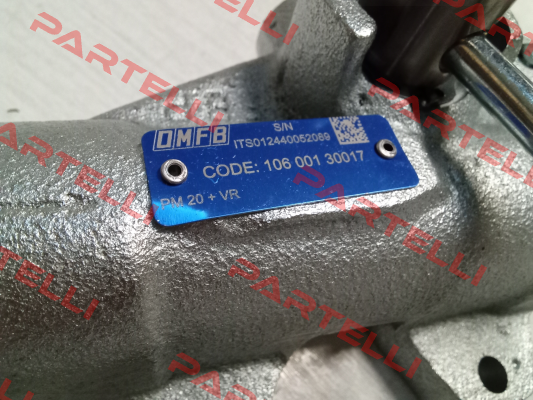 OMFB
S/N
ITS012440052089
CODE: 106 001 30017
PM 20 + VR
PARTELLI
PARTELLI
PARTELLI
PARTELLI
PARTELLI